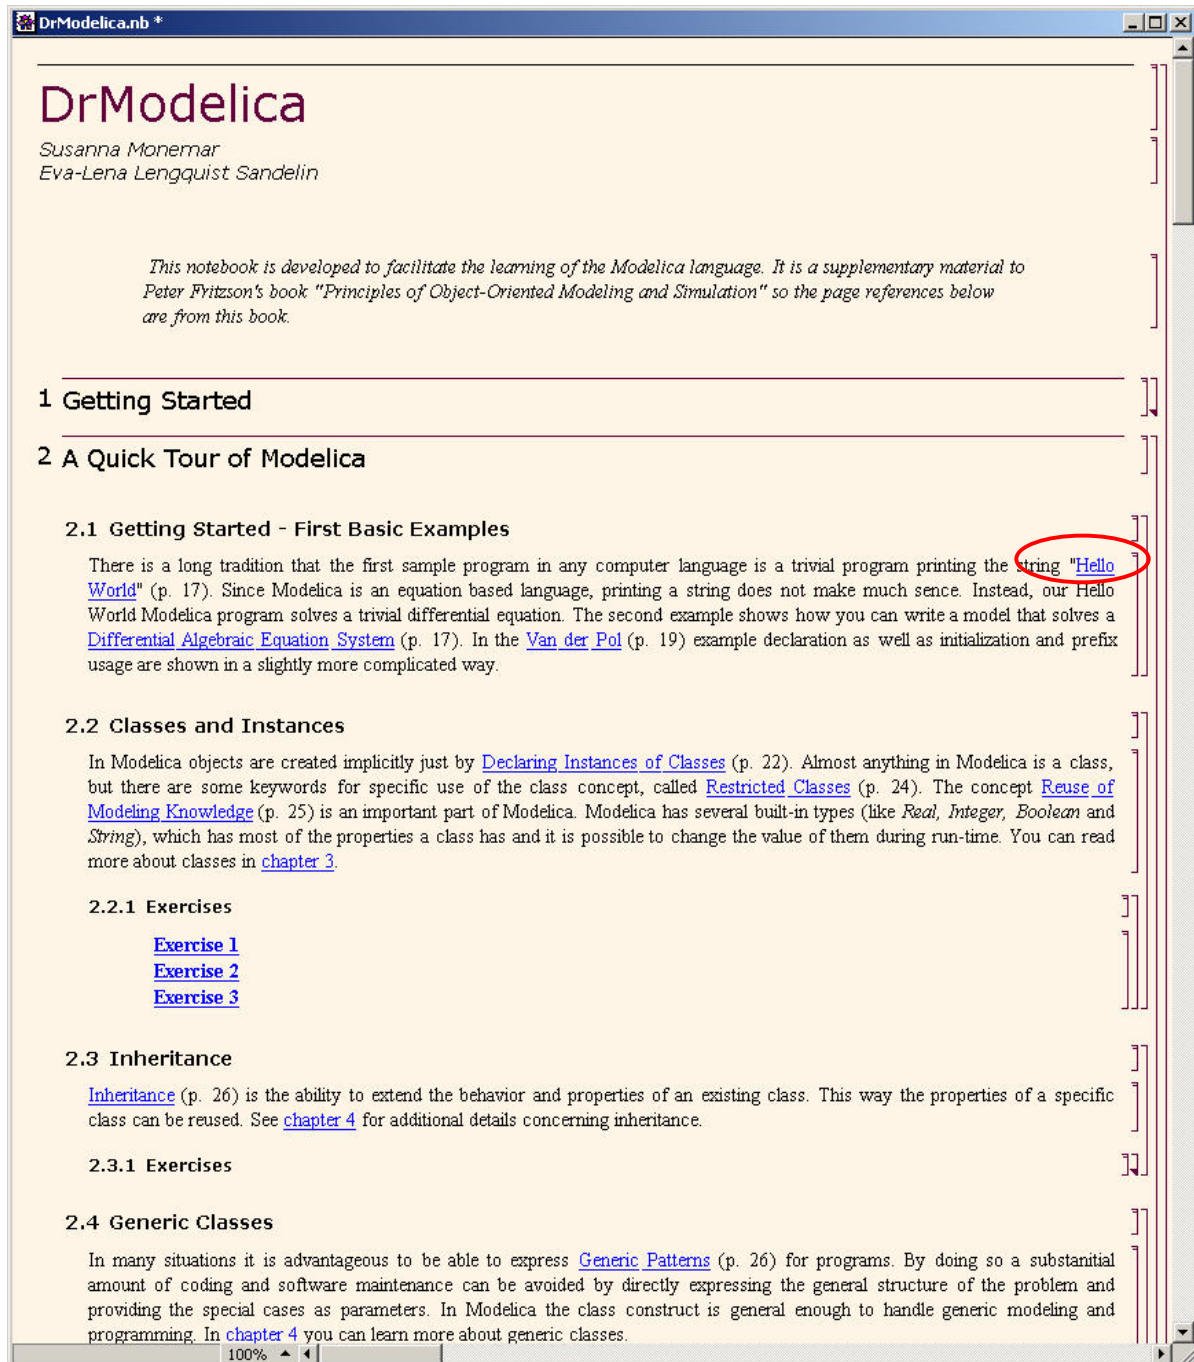 DrModelica.nb *
DrModelica
Susanna Monemar
Eva-Lena Lengquist Sandelin
This notebook is developed to facilitate the learning of the Modelica language. It is a supplementary material to
Peter Fritzson's book "Principles of Object-Oriented Modeling and Simulation" so the page references below
are from this book.
1 Getting Started
2 A Quick Tour of Modelica
2.1 Getting Started - First Basic Examples
There is a long tradition that the first sample program in any computer language is a trivial program printing the string "Hello
World" (p. 17). Since Modelica is an equation based language, printing a string does not make much sence. Instead, our Hello
World Modelica program solves a trivial differential equation. The second example shows how you can write a model that solves a
Differential Algebraic Equation System (p. 17). In the Van der Pol (p. 19) example declaration as well as initialization and prefix
usage are shown in a slightly more complicated way.
2.2 Classes and Instances
In Modelica objects are created implicitly just by Declaring Instances of Classes (p. 22). Almost anything in Modelica is a class,
but there are some keywords for specific use of the class concept, called Restricted Classes (p. 24). The concept Reuse of
Modeling Knowledge (p. 25) is an important part of Modelica. Modelica has several built-in types (like Real, Integer, Boolean and
String), which has most of the properties a class has and it is possible to change the value of them during run-time. You can read
more about classes in chapter 3.
2.2.1 Exercises
Exercise 1
Exercise 2
Exercise 3
2.3 Inheritance
Inheritance (p. 26) is the ability to extend the behavior and properties of an existing class. This way the properties of a specific
class can be reused. See chapter 4 for additional details concerning inheritance.
2.3.1 Exercises
2.4 Generic Classes
In many situations it is advantageous to be able to express Generic Patterns (p. 26) for programs. By doing so a substanitial
amount of coding and software maintenance can be avoided by directly expressing the general structure of the problem and
providing the special cases as parameters. In Modelica the class construct is general enough to handle generic modeling and
programming. In chapter 4 you can learn more about generic classes.
100%